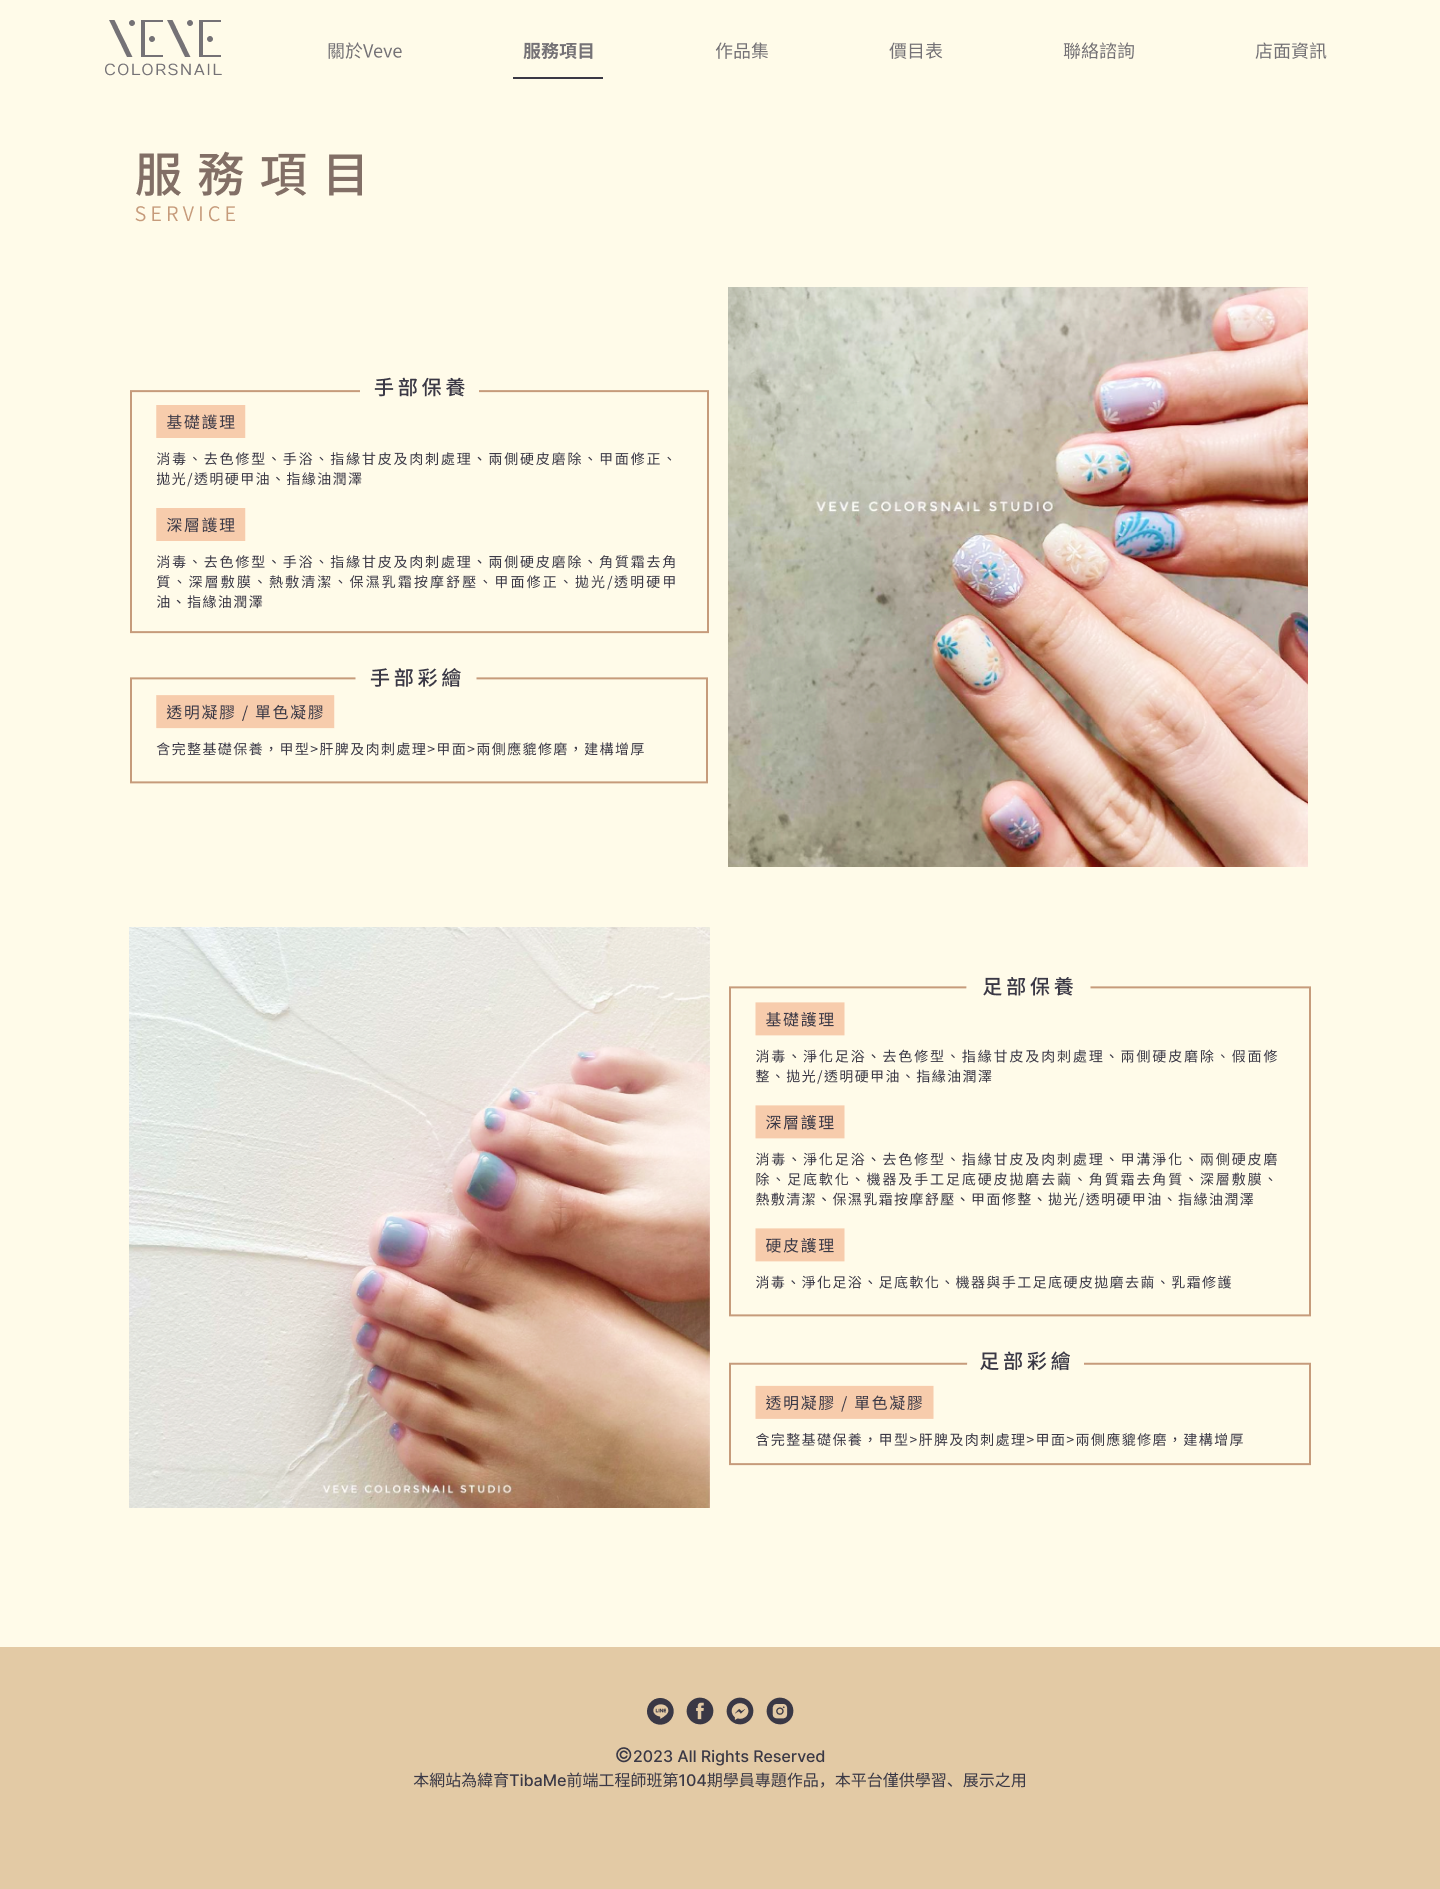 VEVE
COLORSNAIL
關於Veve
服務項目
作品集
價目表
聯絡諮詢
店面資訊
服務項目
SERVICE
手部保養
基礎護理
消毒、去色修型、手浴、指緣甘皮及肉刺處理、兩側硬皮磨除、甲面修正、
拋光/透明硬甲油、指緣油潤澤
深層護理
消毒、去色修型、手浴、指緣甘皮及肉刺處理、兩側硬皮磨除、角質霜去角
質、深層敷膜、熱敷清潔、保濕乳霜按摩舒壓、甲面修正、拋光/透明硬甲
油、指緣油潤澤
手部彩繪
透明凝膠 / 單色凝膠
含完整基礎保養，甲型>肝脾及肉刺處理>甲面>兩側應貔修磨，建構增厚
VEVE COLORSNAIL STUDIO
VEVE COLORSNAIL STUDIO
足部保養
基礎護理
消毒、淨化足浴、去色修型、指緣甘皮及肉刺處理、兩側硬皮磨除、假面修
整、拋光/透明硬甲油、指緣油潤澤
深層護理
消毒、淨化足浴、去色修型、指緣甘皮及肉刺處理、甲溝淨化、兩側硬皮磨
除、足底軟化、機器及手工足底硬皮拋磨去繭、角質霜去角質、深層敷膜、
熱敷清潔、保濕乳霜按摩舒壓、甲面修整、拋光/透明硬甲油、指緣油潤澤
硬皮護理
消毒、淨化足浴、足底軟化、機器與手工足底硬皮拋磨去繭、乳霜修護
足部彩繪
透明凝膠 / 單色凝膠
含完整基礎保養，甲型>肝脾及肉刺處理>甲面>兩側應貔修磨，建構增厚
LINE
©2023 All Rights Reserved
本網站為緯育TibaMe前端工程師班第104期學員專題作品，本平台僅供學習、展示之用